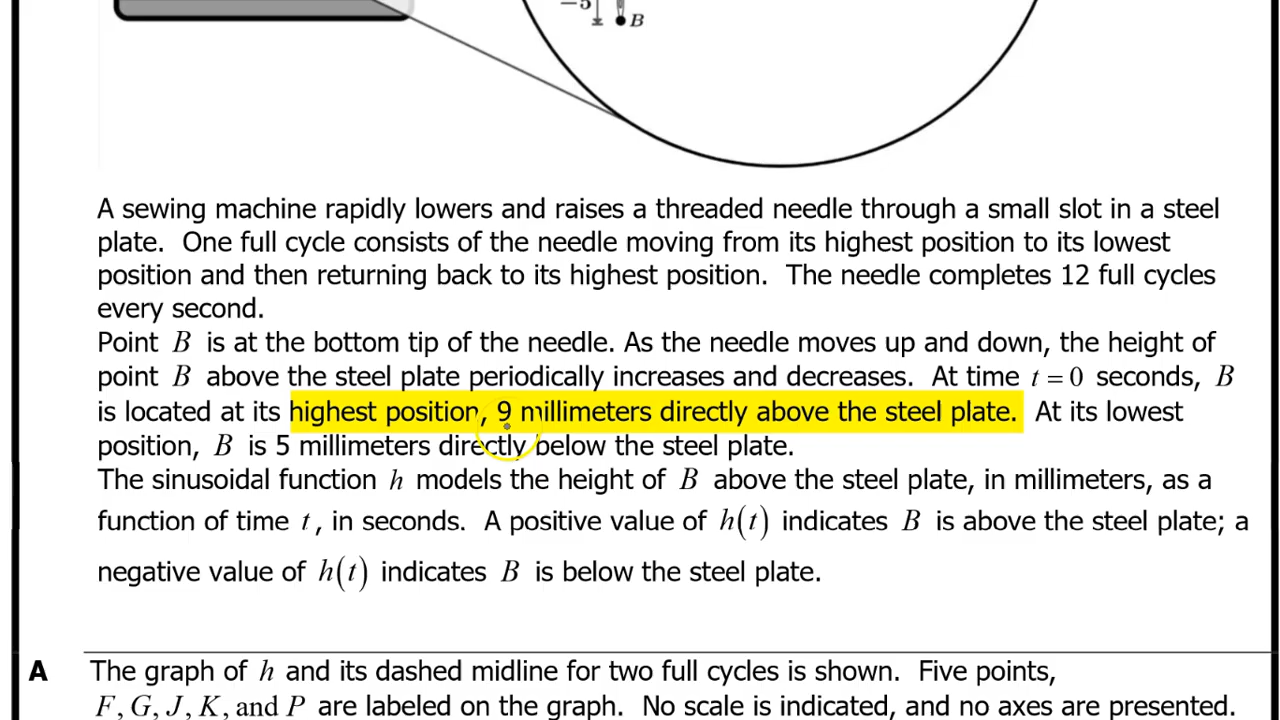 −5
B
A sewing machine rapidly lowers and raises a threaded needle through a small slot in a steel
plate. One full cycle consists of the needle moving from its highest position to its lowest
position and then returning back to its highest position. The needle completes 12 full cycles
every second.
Point B is at the bottom tip of the needle. As the needle moves up and down, the height of
point B above the steel plate periodically increases and decreases. At time t = 0 seconds, B
is located at its highest position, 9 millimeters directly above the steel plate. At its lowest
position, B is 5 millimeters directly below the steel plate.
The sinusoidal function h models the height of B above the steel plate, in millimeters, as a
function of time t, in seconds. A positive value of h(t) indicates B is above the steel plate; a
negative value of h(t) indicates B is below the steel plate.
A The graph of h and its dashed midline for two full cycles is shown. Five points,
F, G, J, K, and P are labeled on the graph. No scale is indicated, and no axes are presented.